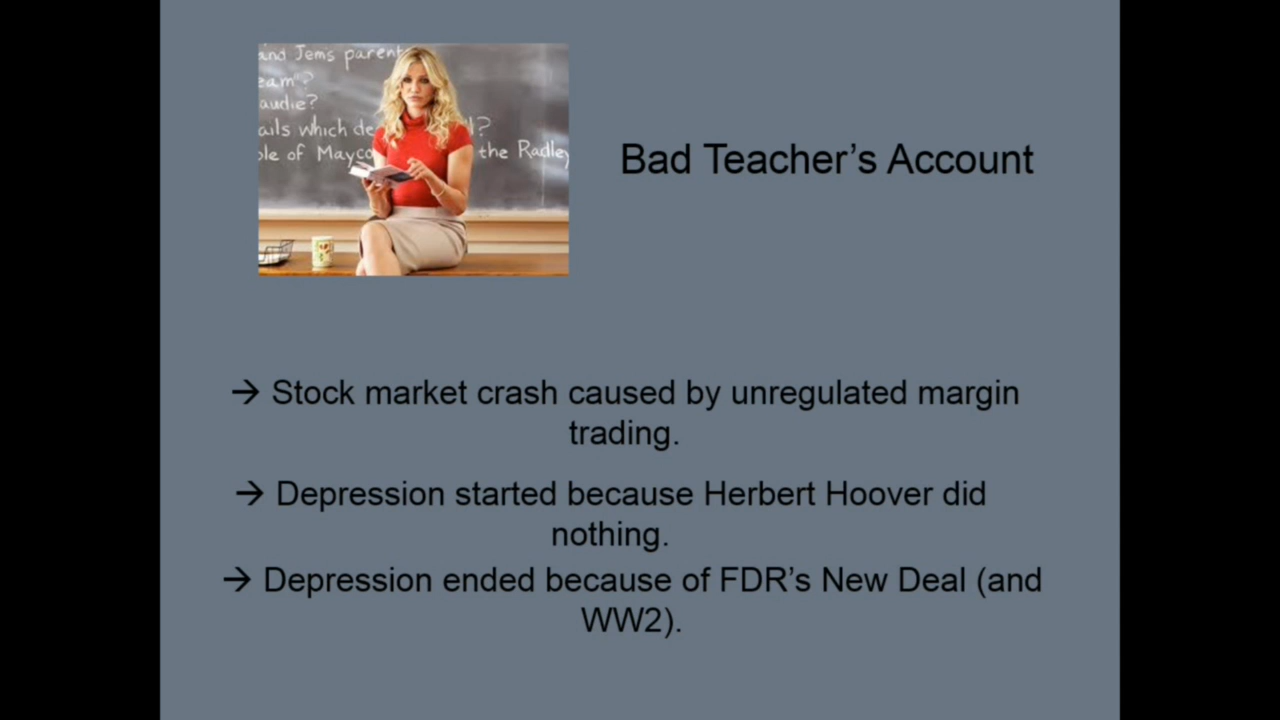 and Jems parent
eam"?
audie?
ails which de l?
ole of Mayco the Radley
Bad Teacher’s Account
→ Stock market crash caused by unregulated margin
trading.
→ Depression started because Herbert Hoover did
nothing.
→ Depression ended because of FDR’s New Deal (and
WW2).